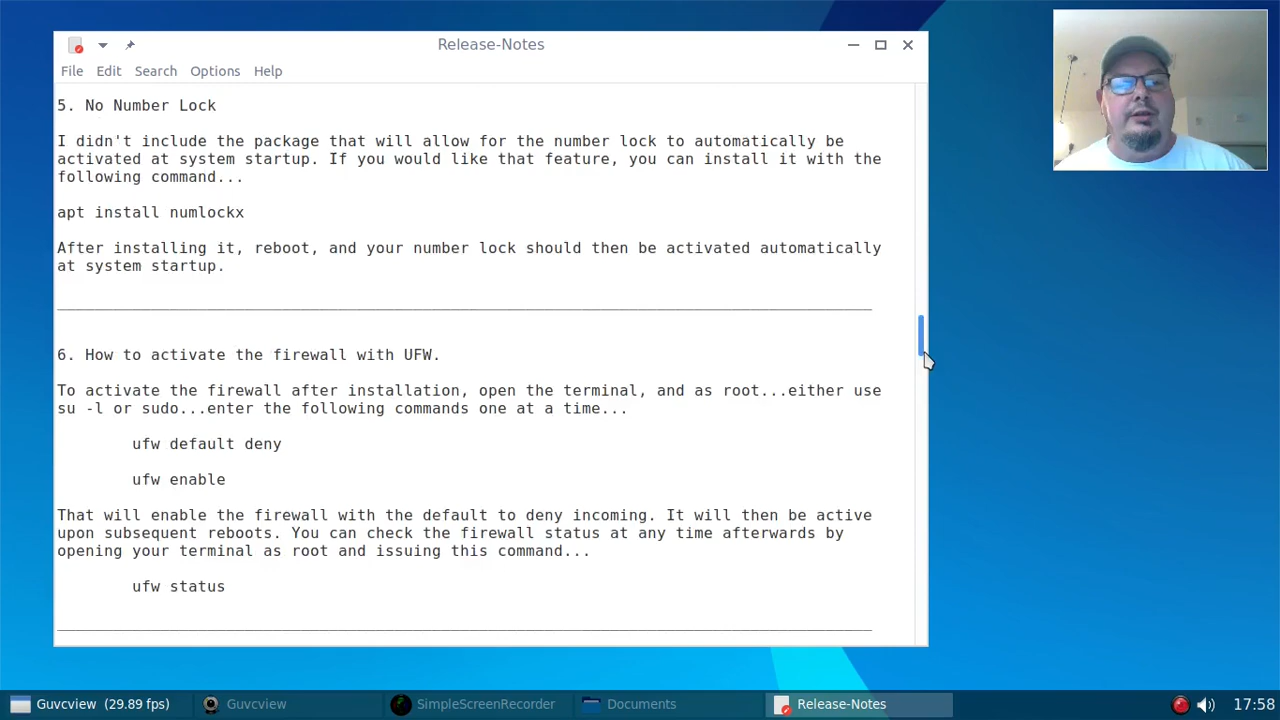 Release-Notes
File Edit Search Options Help
5. No Number Lock
I didn't include the package that will allow for the number lock to automatically be
activated at system startup. If you would like that feature, you can install it with the
following command...
apt install numlockx
After installing it, reboot, and your number lock should then be activated automatically
at system startup.
6. How to activate the firewall with UFW.
To activate the firewall after installation, open the terminal, and as root...either use
su -l or sudo...enter the following commands one at a time...
ufw default deny
ufw enable
That will enable the firewall with the default to deny incoming. It will then be active
upon subsequent reboots. You can check the firewall status at any time afterwards by
opening your terminal as root and issuing this command...
ufw status
Guvcview (29.89 fps) Guvcview SimpleScreenRecorder Documents Release-Notes 17:58